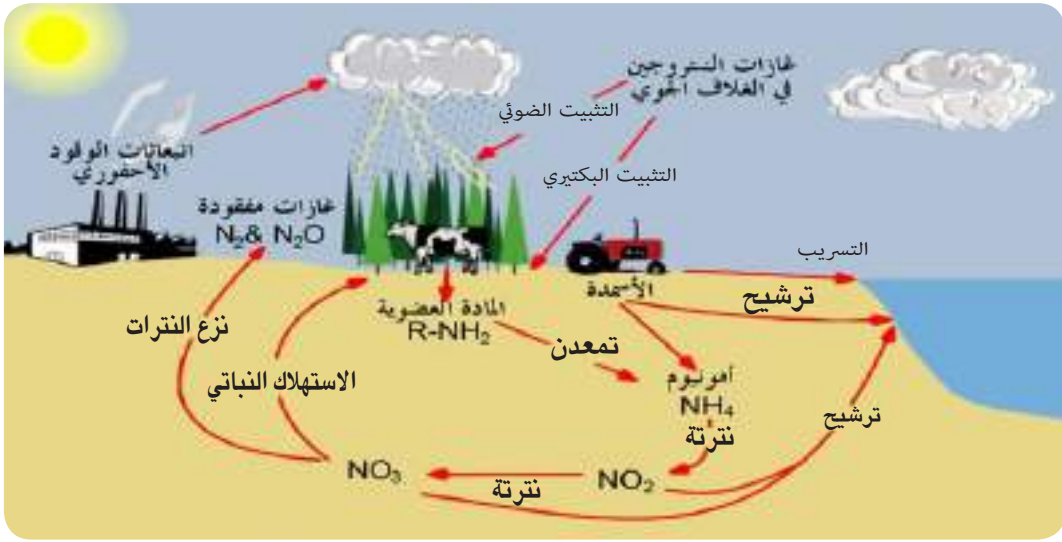 غازات النتروجين
في الغلاف الجوي
التثبيت الضوئي
التثبيت البكتيري
انبعاثات الوقود
الأحفوري
غازات مفقودة
N₂& N₂O
التسريب
الأسمدة
ترشيح
المادة العضوية
R-NH₂
نزع النترات
تمعدن
الاستهلاك النباتي
أمونيوم
NH₄
ترشيح
نترتة
NO₃
نترتة
NO₂